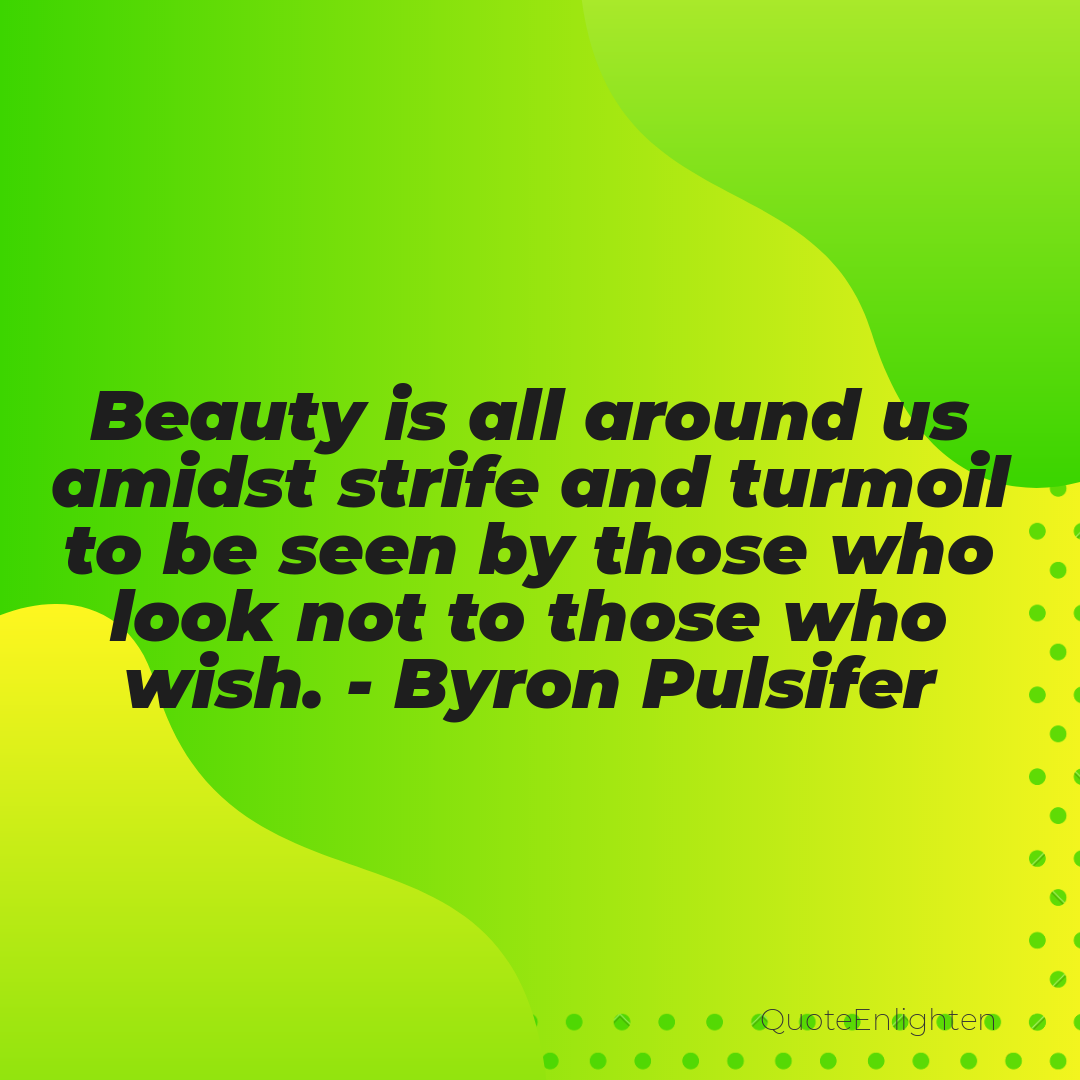 Beauty is all around us
amidst strife and turmoil
to be seen by those who
look not to those who
wish. - Byron Pulsifer
QuoteEnlighten